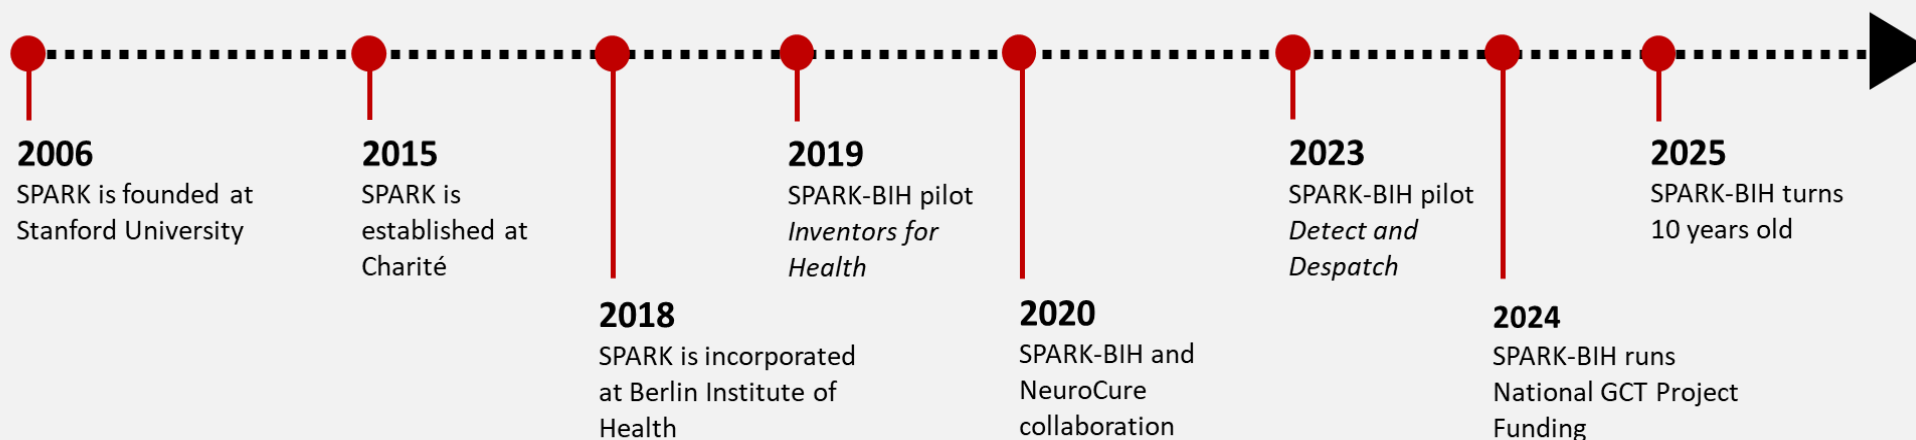 2006
SPARK is founded at
Stanford University
2015
SPARK is
established at
Charité
2018
SPARK is incorporated
at Berlin Institute of
Health
2019
SPARK-BIH pilot
Inventors for
Health
2020
SPARK-BIH and
NeuroCure
collaboration
2023
SPARK-BIH pilot
Detect and
Despatch
2024
SPARK-BIH runs
National GCT Project
Funding
2025
SPARK-BIH turns
10 years old